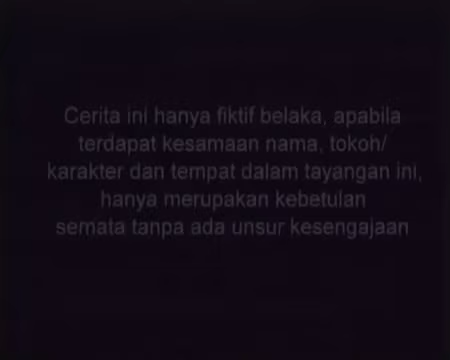 Cerita ini hanya fiktif belaka, apabila
terdapat kesamaan nama, tokoh/
karakter dan tempat dalam tayangan ini,
hanya merupakan kebetulan
semata tanpa ada unsur kesengajaan